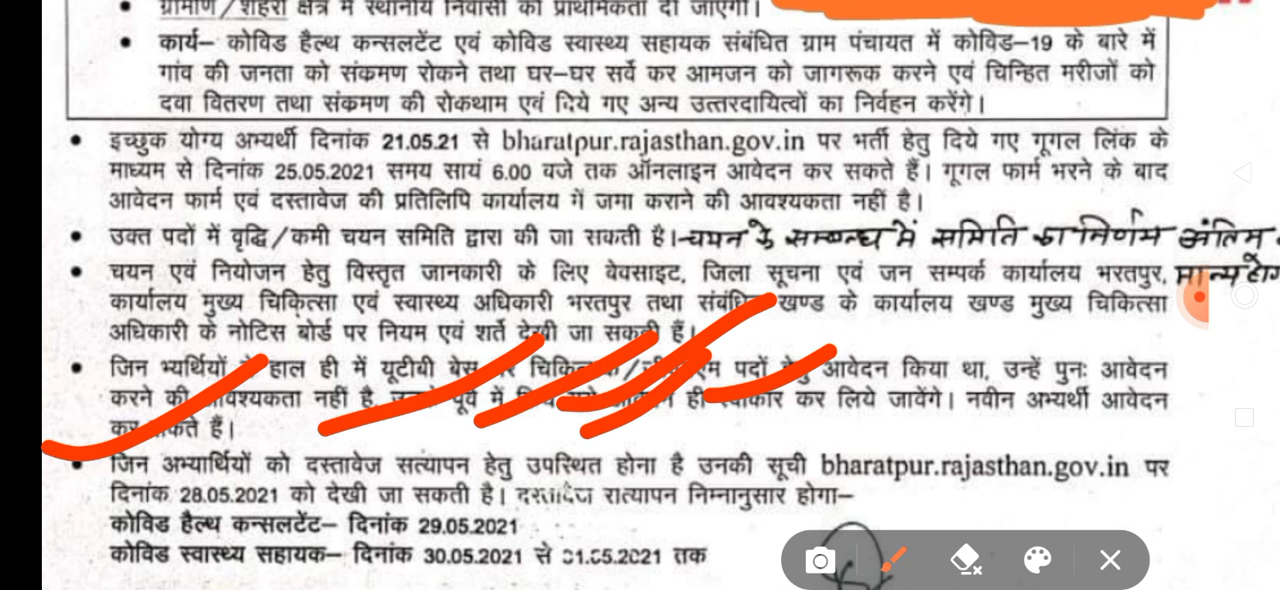 ग्रामीण/शहरी क्षेत्र में स्थानीय निवासी को प्राथमिकता दी जाएगी।
• कार्य– कोविड हैल्थ कन्सलटेंट एवं कोविड स्वास्थ्य सहायक संबंधित ग्राम पंचायत में कोविड–19 के बारे में
गांव की जनता को संक्रमण रोकने तथा घर–घर सर्वे कर आमजन को जागरूक करने एवं चिन्हित मरीजों को
दवा वितरण तथा संक्रमण की रोकथाम एवं दिये गए अन्य उत्तरदायित्वों का निर्वहन करेंगे।
• इच्छुक योग्य अभ्यर्थी दिनांक 21.05.21 से bharatpur.rajasthan.gov.in पर भर्ती हेतु दिये गए गूगल लिंक के
माध्यम से दिनांक 25.05.2021 समय सायं 6.00 वजे तक ऑनलाइन आवेदन कर सकते हैं। गूगल फार्म भरने के बाद
आवेदन फार्म एवं दस्तावेज की प्रतिलिपि कार्यालय में जमा कराने की आवश्यकता नहीं है।
• उक्त पदों में वृद्धि/कमी चयन समिति द्वारा की जा सकती है। चयन के सम्बन्ध में समिति का निर्णय अंतिम
• चयन एवं नियोजन हेतु विस्तृत जानकारी के लिए वेवसाइट, जिला सूचना एवं जन सम्पर्क कार्यालय भरतपुर, मान्य
कार्यालय मुख्य चिकित्सा एवं स्वास्थ्य अधिकारी भरतपुर तथा संबंधित खण्ड के कार्यालय खण्ड मुख्य चिकित्सा
अधिकारी के नोटिस बोर्ड पर नियम एवं शर्ते देखी जा सकती हैं।
• जिन भ्यर्थियों हाल ही में यूटीबी बेस पदों आवेदन किया था, उन्हें पुनः आवेदन
करने की नहीं है, पूर्व में ही कर लिये जावेंगे। नवीन अभ्यर्थी आवेदन
कर सकते हैं।
• जिन अभ्यार्थियों को दस्तावेज सत्यापन हेतु उपस्थित होना है उनकी सूची bharatpur.rajasthan.gov.in पर
दिनांक 28.05.2021 को देखी जा सकती है। दस्तावेज सत्यापन निम्नानुसार होगा–
कोविड हैल्थ कन्सलटेंट– दिनांक 29.05.2021
कोविड स्वास्थ्य सहायक– दिनांक 30.05.2021 से 31.05.2021 तक